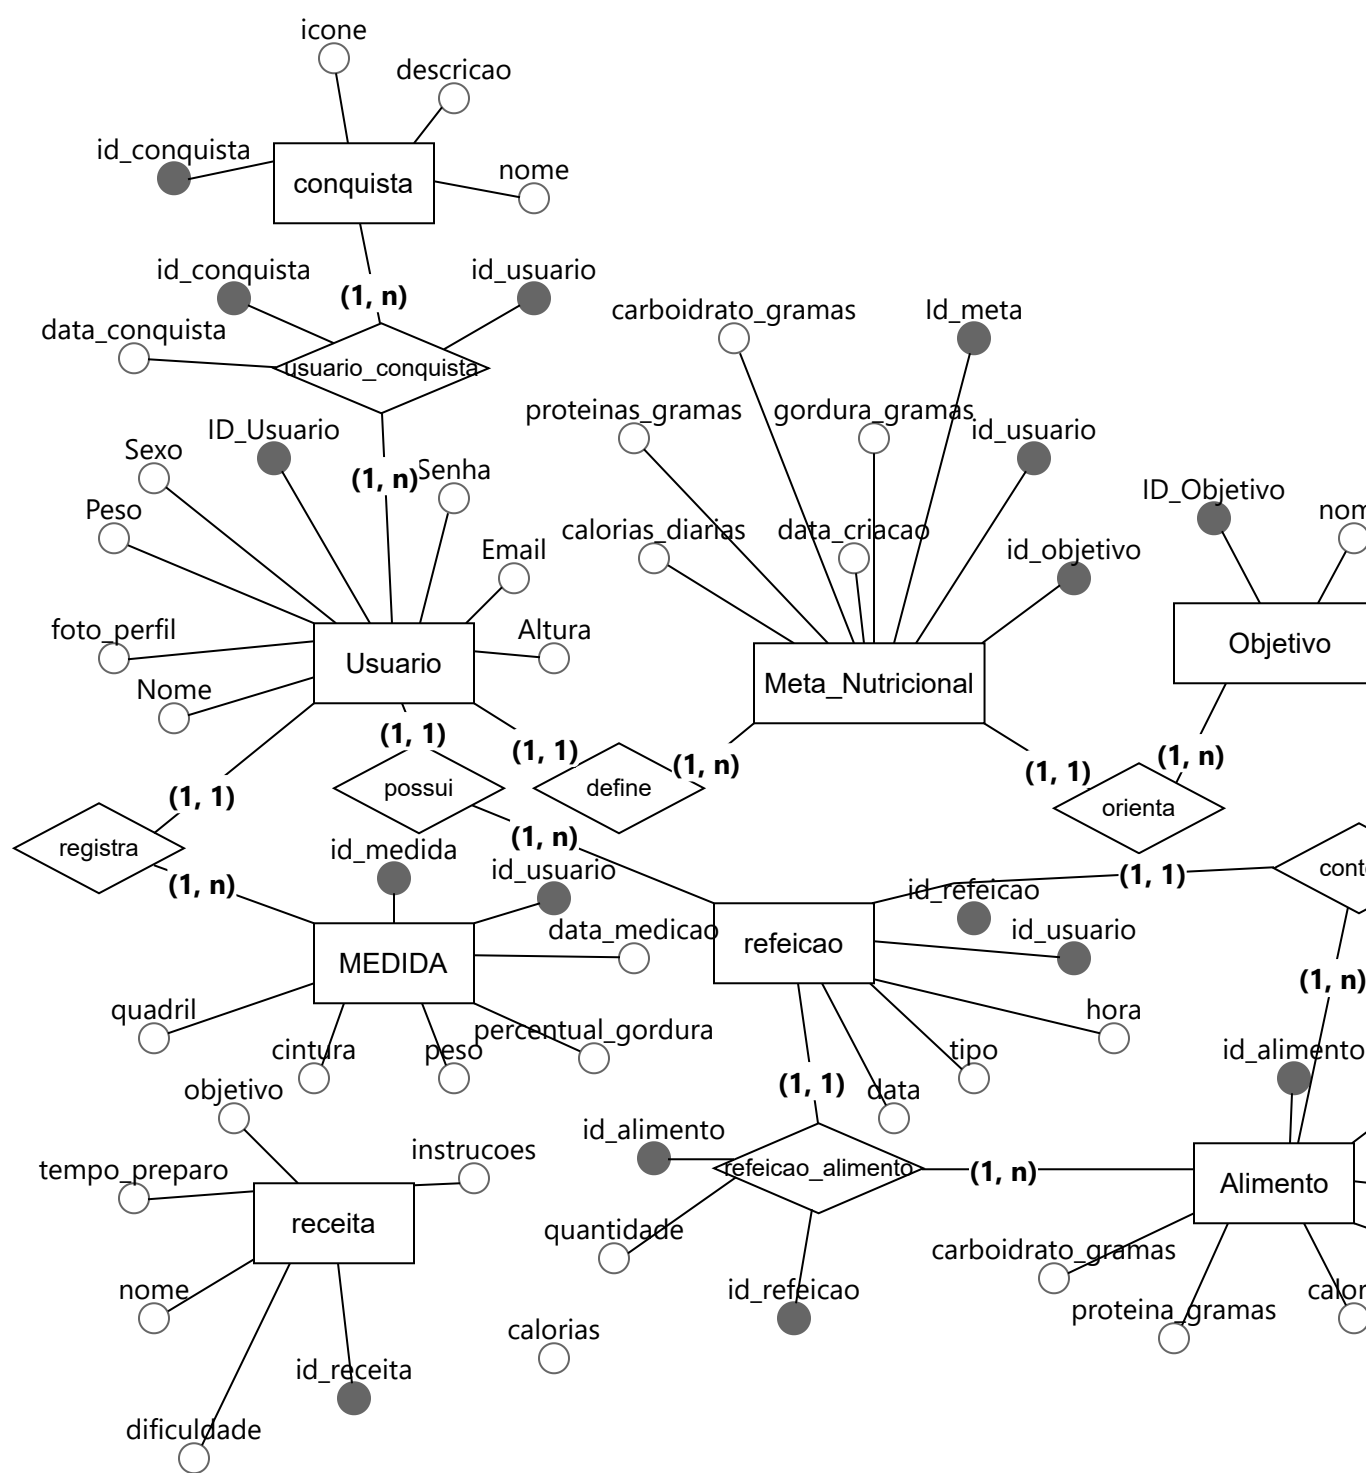 icone
descricao
id_conquista
conquista
nome
id_conquista
id_usuario
(1, n)
data_conquista
usuario_conquista
carboidrato_gramas
Id_meta
proteinas_gramas
gordura_gramas
id_usuario
ID_Usuario
Sexo
(1, n)
Senha
Peso
calorias_diarias
data_criacao
id_objetivo
ID_Objetivo
nom
Email
foto_perfil
Altura
Usuario
Nome
Meta_Nutricional
Objetivo
(1, 1)
(1, 1)
(1, n)
(1, 1)
(1, n)
possui
define
orienta
(1, 1)
registra
(1, n)
id_medida
(1, n)
id_usuario
(1, 1)
cont
id_refeicao
data_medicao
id_usuario
MEDIDA
refeicao
(1, n)
quadril
cintura
peso
percentual_gordura
hora
tipo
id_alimento
(1, 1)
data
objetivo
tempo_preparo
instrucoes
id_alimento
refeicao_alimento
(1, n)
Alimento
receita
quantidade
carboidrato_gramas
nome
id_refeicao
proteina_gramas
calor
calorias
id_receita
dificuldade